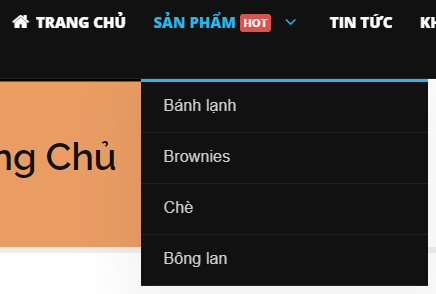 TRANG CHỦ SẢN PHẨM HOT TIN TỨC
Bánh lạnh
ng Chủ
Brownies
Chè
Bông lan